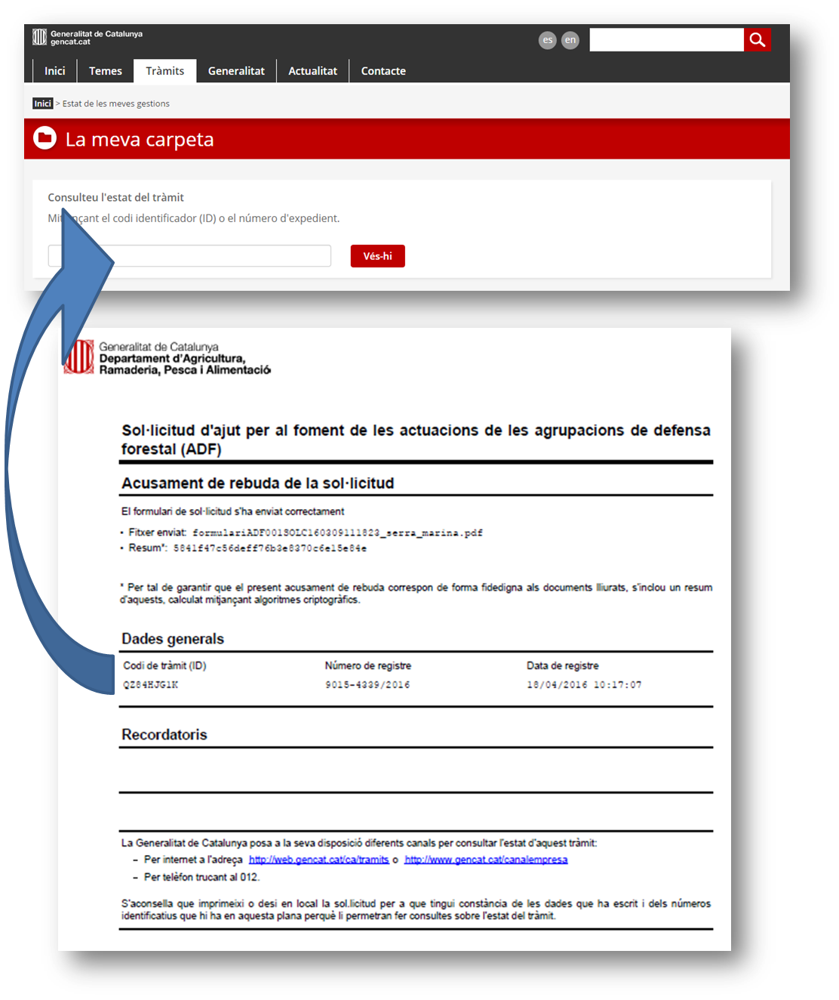 Generalitat de Catalunya
gencat.cat
es en
Inici Temes Tràmits Generalitat Actualitat Contacte
Inici > Estat de les meves gestions
La meva carpeta
Consulteu l'estat del tràmit
Mitjançant el codi identificador (ID) o el número d'expedient.
Vés-hi
Generalitat de Catalunya
Departament d'Agricultura,
Ramaderia, Pesca i Alimentació
Sol·licitud d'ajut per al foment de les actuacions de les agrupacions de defensa
forestal (ADF)
Acusament de rebuda de la sol·licitud
El formulari de sol·licitud s'ha enviat correctament
• Fitxer enviat: formulariADF001SOLC160309111823_serra_marina.pdf
• Resum*: 5841f47c56deff76b3e8370c6e15e84e
* Per tal de garantir que el present acusament de rebuda correspon de forma fidedigna als documents lliurats, s'inclou un resum
d'aquests, calculat mitjançant algoritmes criptogràfics.
Dades generals
Codi de tràmit (ID) Número de registre Data de registre
QZ84HJG1K 9015-4339/2016 18/04/2016 10:17:07
Recordatoris
La Generalitat de Catalunya posa a la seva disposició diferents canals per consultar l'estat d'aquest tràmit:
– Per internet a l'adreça http://web.gencat.cat/ca/tramits o http://www.gencat.cat/canalempresa
– Per telèfon trucant al 012.
S'aconsella que imprimeixi o desi en local la sol.licitud per a que tingui constància de les dades que ha escrit i dels números
identificatius que hi ha en aquesta plana perquè li permetran fer consultes sobre l'estat del tràmit.